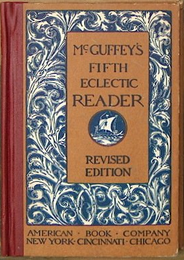 McGUFFEY'S
FIFTH
ECLECTIC
READER
REVISED
EDITION
AMERICAN · BOOK · COMPANY
NEW YORK · CINCINNATI · CHICAGO